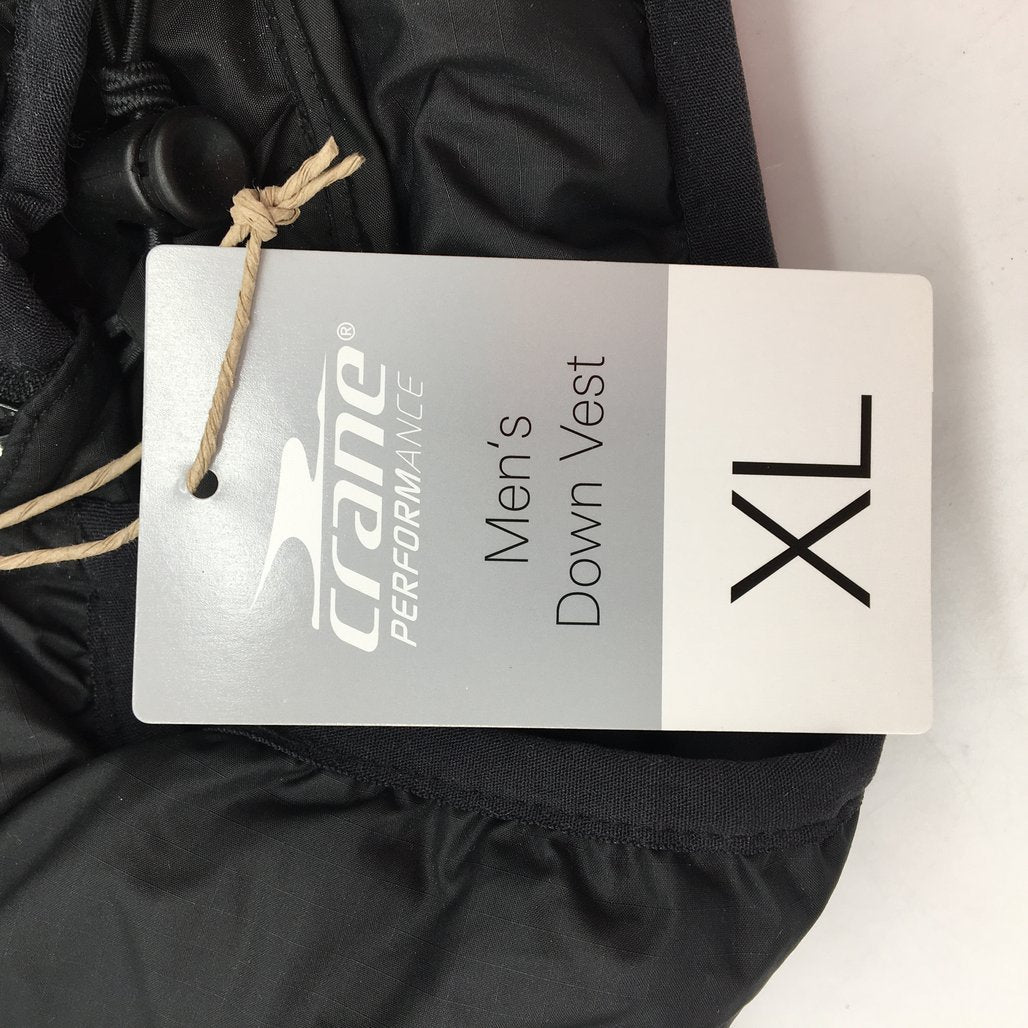 crane®
PERFORMANCE
Men's
Down Vest
XL